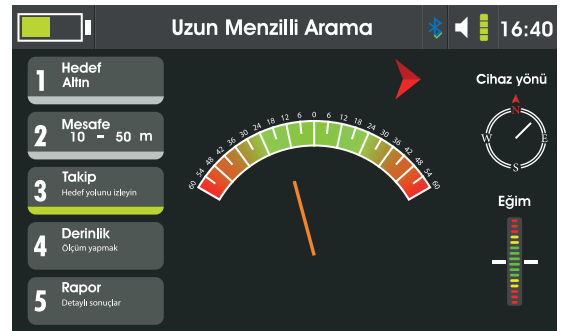 Uzun Menzilli Arama
16:40
1 Hedef
Altın
2 Mesafe
10 - 50 m
3 Takip
Hedef yolunu izleyin
4 Derinlik
Ölçüm yapmak
5 Rapor
Detaylı sonuçlar
60 54 48 42 36 30 24 18 12 6 0 6 12 18 24 30 36 42 48 54 60
Cihaz yönü
N
W E
S
Eğim